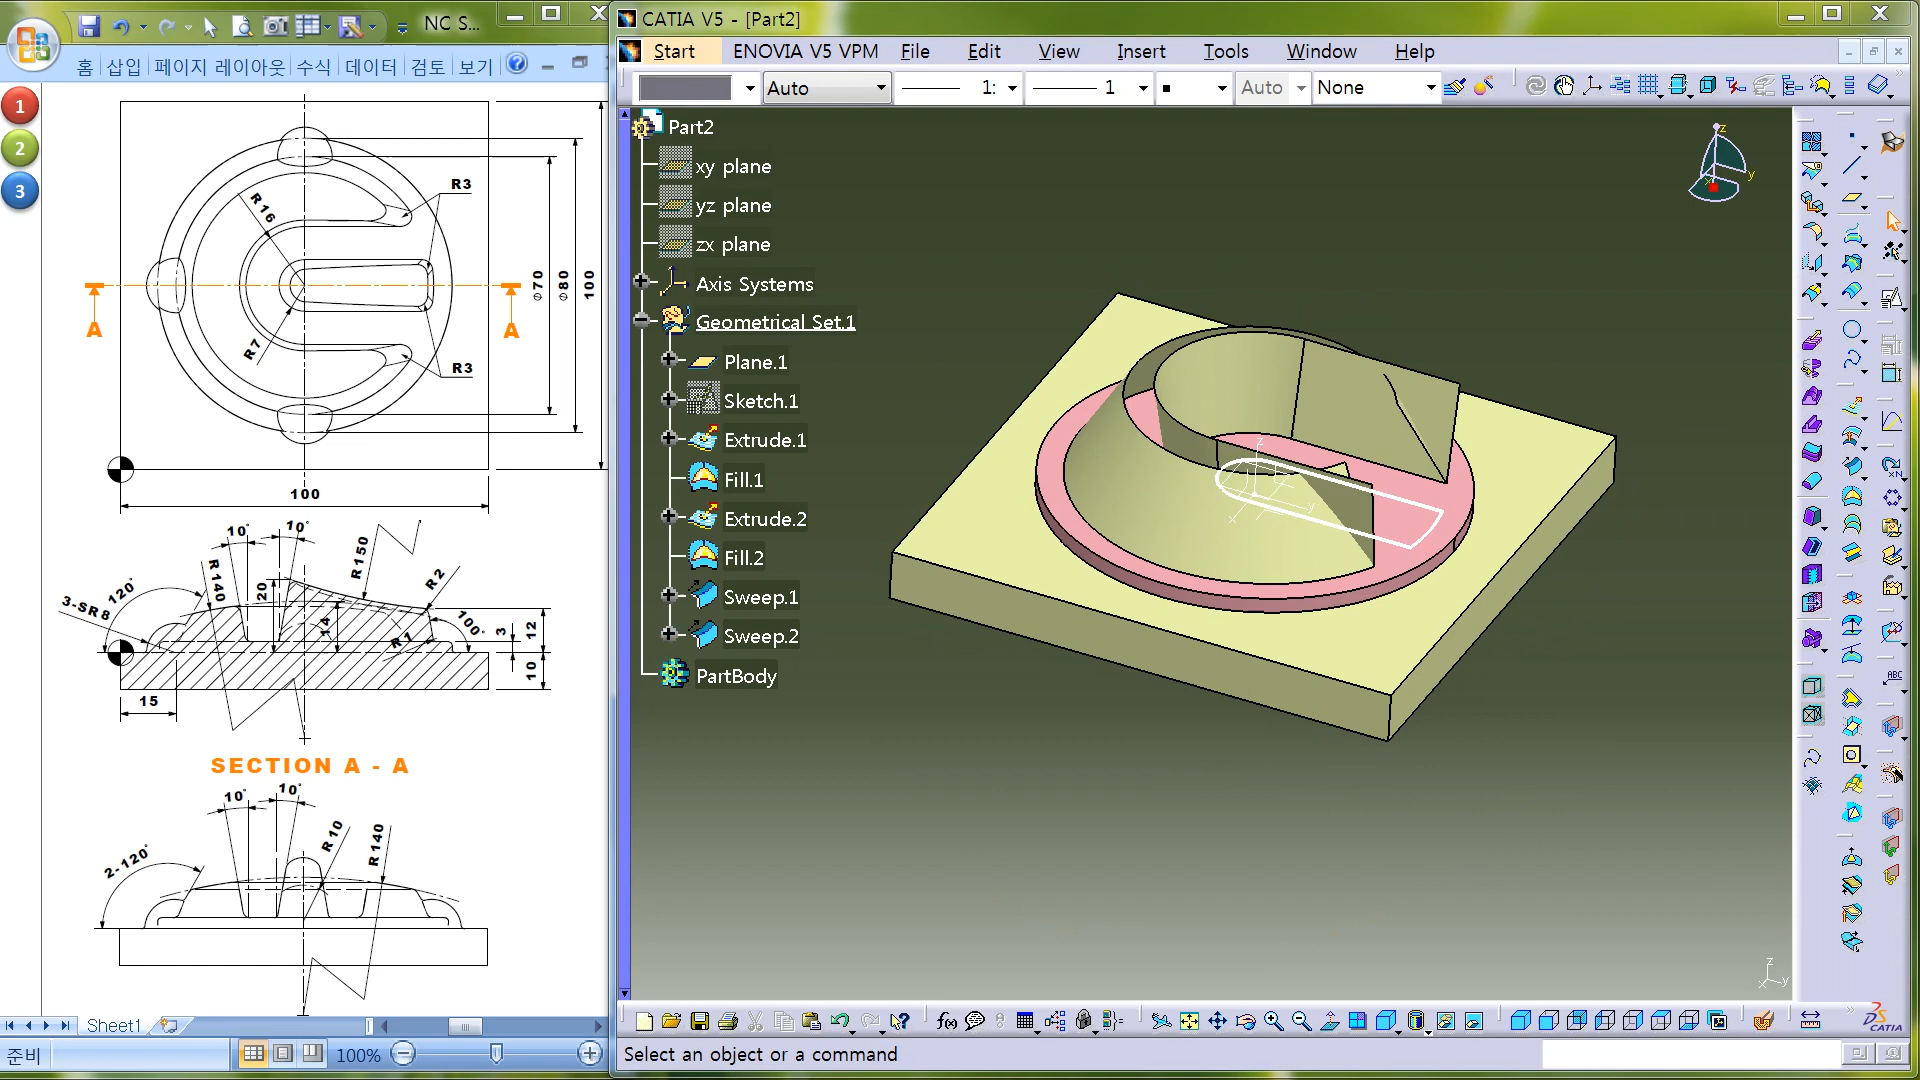 NC S...
홈 삽입 페이지 레이아웃 수식 데이터 검토 보기
1
2
3
R16
R7
R3
R3
ϕ70
ϕ80
100
A
A
100
10°
10°
R140
20
R150
R2
120°
3-SR8
14
R1
100°
3
12
10
15
SECTION A - A
10°
10°
R10
R140
2-120°
Sheet1
준비
100%
CATIA V5 - [Part2]
Start ENOVIA V5 VPM File Edit View Insert Tools Window Help
Auto 1: 1 Auto None
Part2
xy plane
yz plane
zx plane
Axis Systems
Geometrical Set.1
Plane.1
Sketch.1
Extrude.1
Fill.1
Extrude.2
Fill.2
Sweep.1
Sweep.2
PartBody
z
y
x
z
x
y
z
x
y
ABC
f(x)
CATIA
Select an object or a command